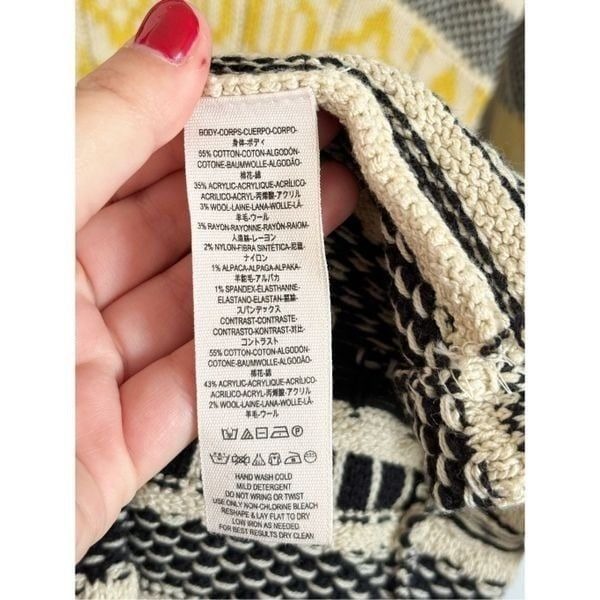 BODY-CORPS-CUERPO-CORPO-
身体-ボディ
55% COTTON-COTON-ALGODÓN-
COTONE-BAUMWOLLE-ALGODÃO-
棉花-綿
35% ACRYLIC-ACRYLIQUE-ACRÍLICO-
ACRILICO-ACRYL-丙烯酸-アクリル
3% WOOL-LAINE-LANA-WOLLE-LÃ-
羊毛-ウール
3% RAYON-RAYONNE-RAYÓN-RAIOM-
人造絲-レーヨン
2% NYLON-FIBRA SINTÉTICA-尼龍-
ナイロン
1% ALPACA-ALPAGA-ALPAKA-
羊駝毛-アルパカ
1% SPANDEX-ELASTHANNE-
ELASTANO-ELASTAN-氨綸-
スパンデックス
CONTRAST-CONTRASTE-
CONTRASTO-KONTRAST-对比-
コントラスト
55% COTTON-COTON-ALGODÓN-
COTONE-BAUMWOLLE-ALGODÃO-
棉花-綿
43% ACRYLIC-ACRYLIQUE-ACRÍLICO-
ACRILICO-ACRYL-丙烯酸-アクリル
2% WOOL-LAINE-LANA-WOLLE-LÃ-
羊毛-ウール
HAND WASH COLD
MILD DETERGENT
DO NOT WRING OR TWIST
USE ONLY NON-CHLORINE BLEACH
RESHAPE & LAY FLAT TO DRY
LOW IRON AS NEEDED
FOR BEST RESULTS DRY CLEAN